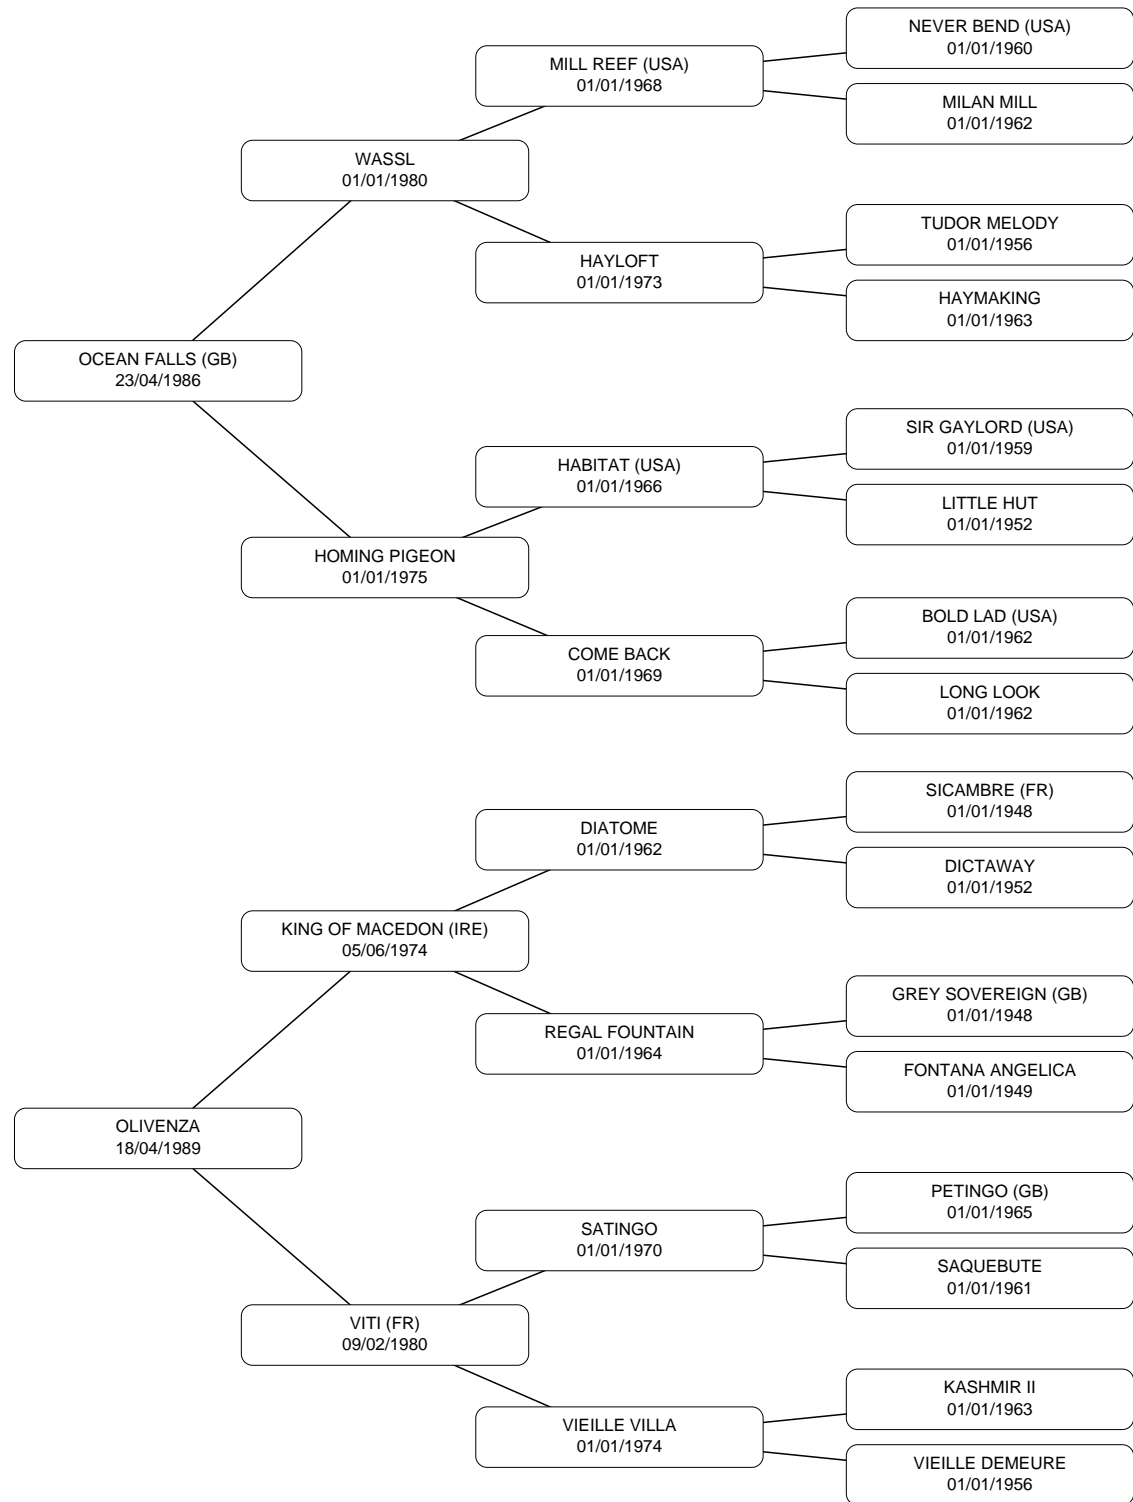 NEVER BEND (USA)
01/01/1960
MILL REEF (USA)
01/01/1968
MILAN MILL
01/01/1962
WASSL
01/01/1980
TUDOR MELODY
01/01/1956
HAYLOFT
01/01/1973
HAYMAKING
01/01/1963
OCEAN FALLS (GB)
23/04/1986
SIR GAYLORD (USA)
01/01/1959
HABITAT (USA)
01/01/1966
LITTLE HUT
01/01/1952
HOMING PIGEON
01/01/1975
BOLD LAD (USA)
01/01/1962
COME BACK
01/01/1969
LONG LOOK
01/01/1962
SICAMBRE (FR)
01/01/1948
DIATOME
01/01/1962
DICTAWAY
01/01/1952
KING OF MACEDON (IRE)
05/06/1974
GREY SOVEREIGN (GB)
01/01/1948
REGAL FOUNTAIN
01/01/1964
FONTANA ANGELICA
01/01/1949
OLIVENZA
18/04/1989
PETINGO (GB)
01/01/1965
SATINGO
01/01/1970
SAQUEBUTE
01/01/1961
VITI (FR)
09/02/1980
KASHMIR II
01/01/1963
VIEILLE VILLA
01/01/1974
VIEILLE DEMEURE
01/01/1956